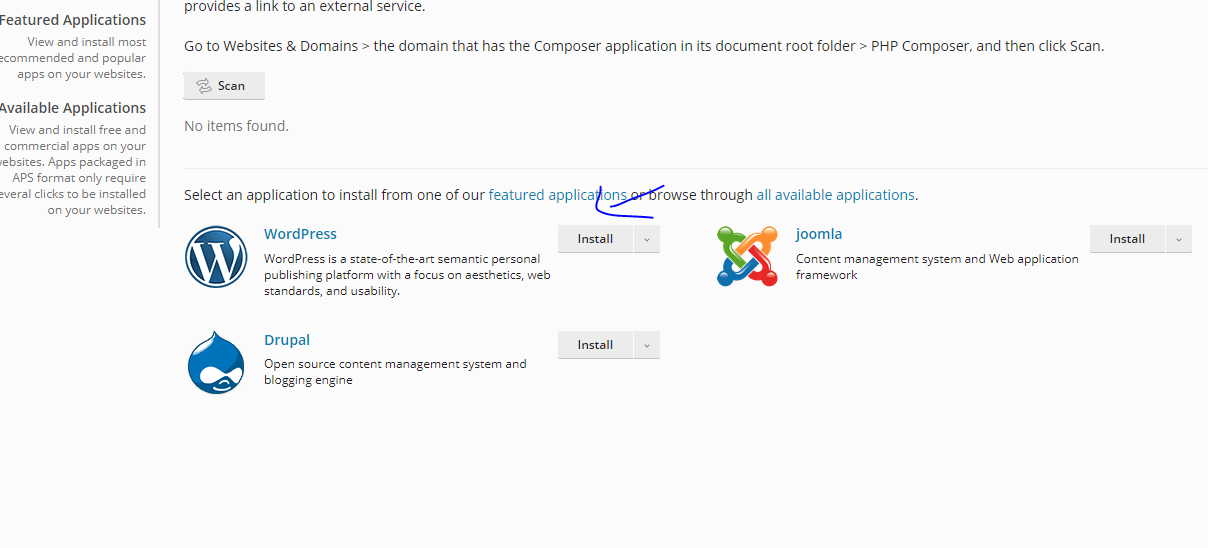 provides a link to an external service.
Featured Applications
View and install most
ecommended and popular
apps on your websites.
Go to Websites & Domains > the domain that has the Composer application in its document root folder > PHP Composer, and then click Scan.
Scan
Available Applications
View and install free and
commercial apps on your
vebsites. Apps packaged in
APS format only require
everal clicks to be installed
on your websites.
No items found.
Select an application to install from one of our featured applications or browse through all available applications.
WordPress
Install
WordPress is a state-of-the-art semantic personal
publishing platform with a focus on aesthetics, web
standards, and usability.
joomla
Install
Content management system and Web application
framework
Drupal
Install
Open source content management system and
blogging engine